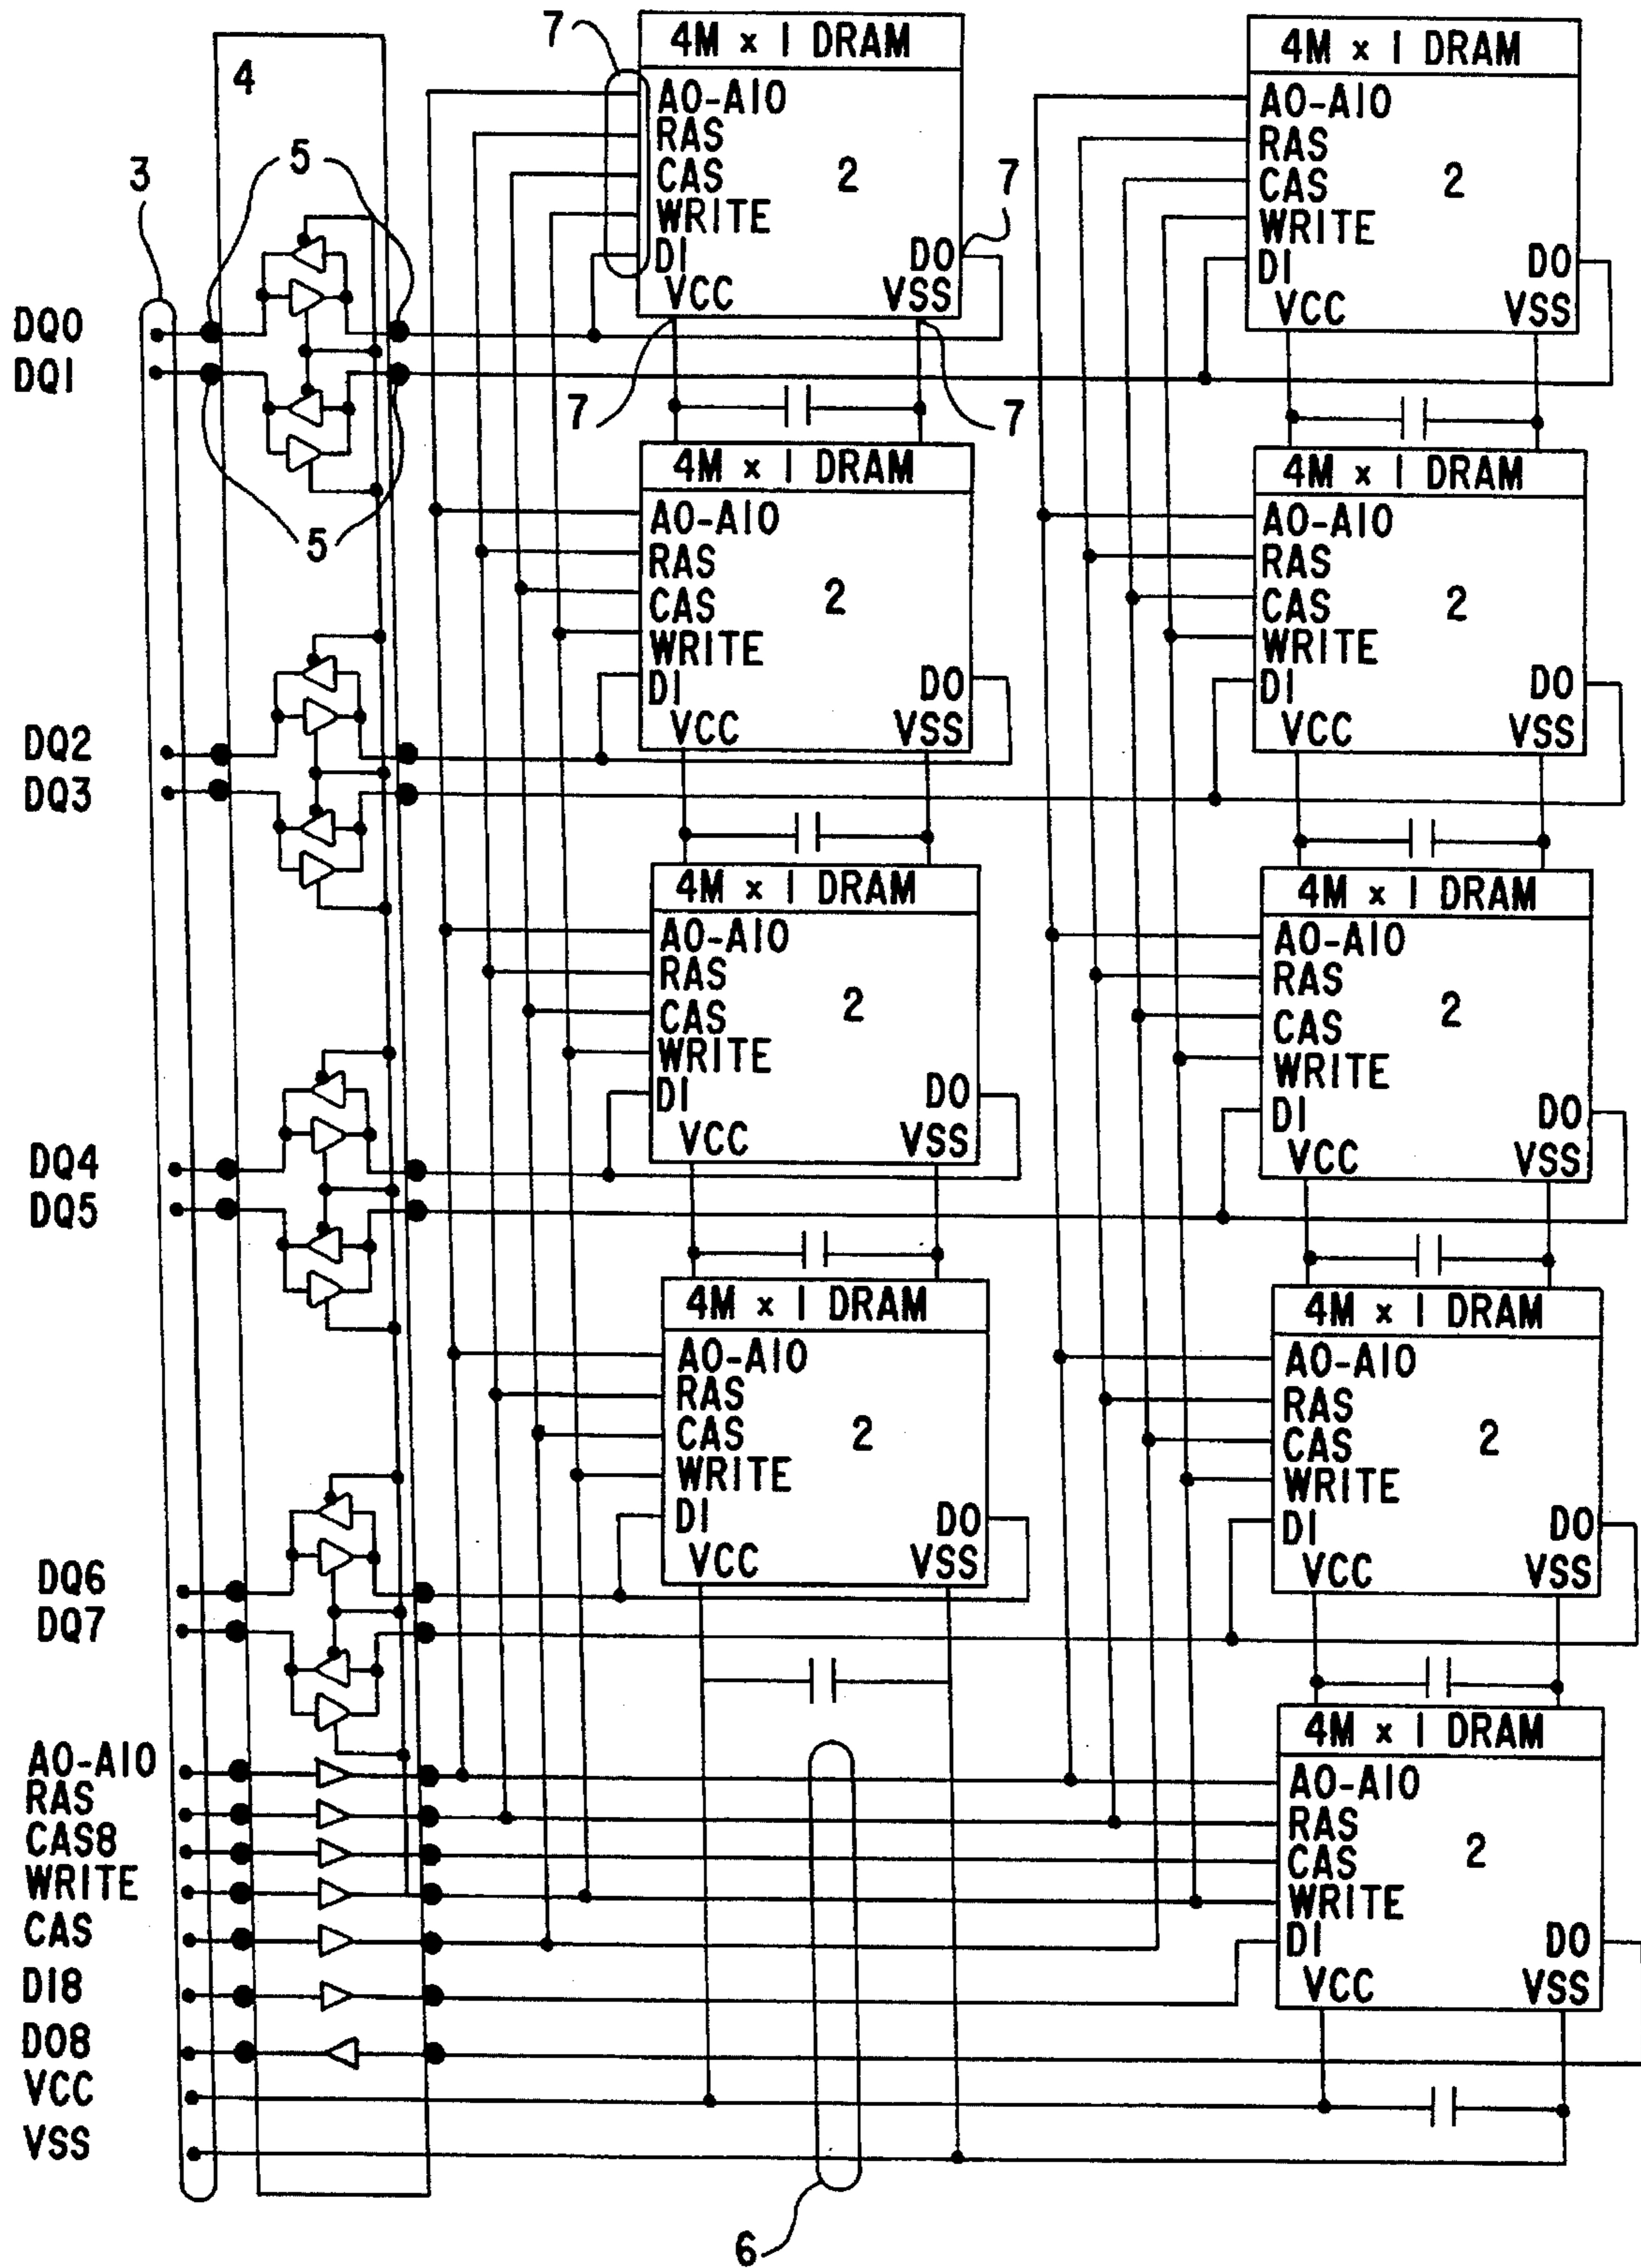 4
3
5
5
DQ0
DQ1
DQ2
DQ3
DQ4
DQ5
DQ6
DQ7
A0-A10
RAS
CAS8
WRITE
CAS
DI8
DO8
VCC
VSS
7
4M x 1 DRAM
A0-A10
RAS
CAS
WRITE
DI
2
7
DO
VCC
VSS
7
7
4M x 1 DRAM
A0-A10
RAS
CAS
WRITE
DI
2
DO
VCC
VSS
4M x 1 DRAM
A0-A10
RAS
CAS
WRITE
DI
2
DO
VCC
VSS
4M x 1 DRAM
A0-A10
RAS
CAS
WRITE
DI
2
DO
VCC
VSS
6
4M x 1 DRAM
A0-A10
RAS
CAS
WRITE
DI
2
DO
VCC
VSS
4M x 1 DRAM
A0-A10
RAS
CAS
WRITE
DI
2
DO
VCC
VSS
4M x 1 DRAM
A0-A10
RAS
CAS
WRITE
DI
2
DO
VCC
VSS
4M x 1 DRAM
A0-A10
RAS
CAS
WRITE
DI
2
DO
VCC
VSS
4M x 1 DRAM
A0-A10
RAS
CAS
WRITE
DI
2
DO
VCC
VSS